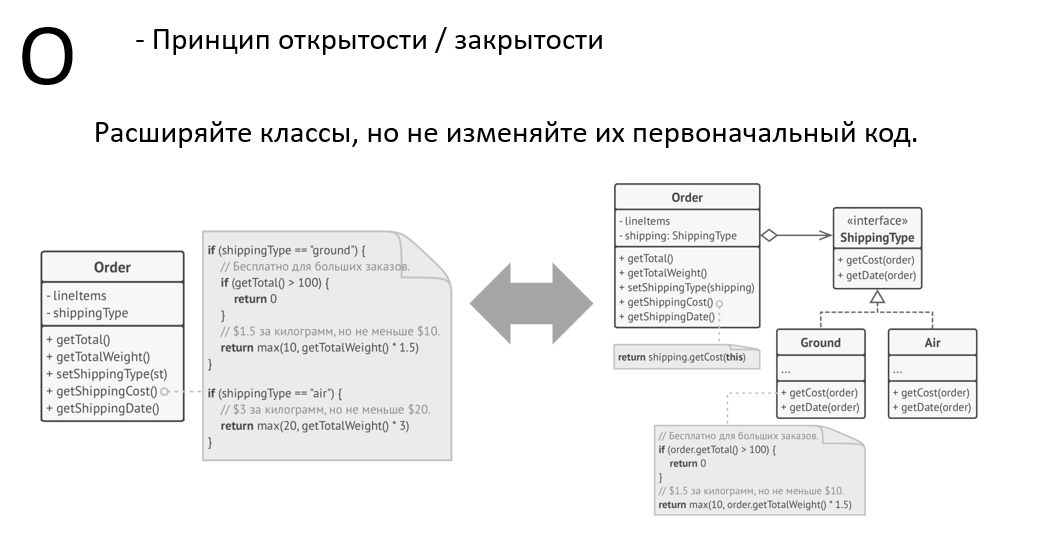 O
- Принцип открытости / закрытости
Расширяйте классы, но не изменяйте их первоначальный код.
Order
- lineItems
- shippingType
+ getTotal()
+ getTotalWeight()
+ setShippingType(st)
+ getShippingCost()
+ getShippingDate()
if (shippingType == "ground") {
// Бесплатно для больших заказов.
if (getTotal() > 100) {
return 0
}
// $1.5 за килограмм, но не меньше $10.
return max(10, getTotalWeight() * 1.5)
}
if (shippingType == "air") {
// $3 за килограмм, но не меньше $20.
return max(20, getTotalWeight() * 3)
}
Order
- lineItems
- shipping: ShippingType
+ getTotal()
+ getTotalWeight()
+ setShippingType(shipping)
+ getShippingCost()
+ getShippingDate()
return shipping.getCost(this)
«interface»
ShippingType
+ getCost(order)
+ getDate(order)
Ground
...
+ getCost(order)
+ getDate(order)
Air
...
+ getCost(order)
+ getDate(order)
// Бесплатно для больших заказов.
if (order.getTotal() > 100) {
return 0
}
// $1.5 за килограмм, но не меньше $10.
return max(10, order.getTotalWeight() * 1.5)